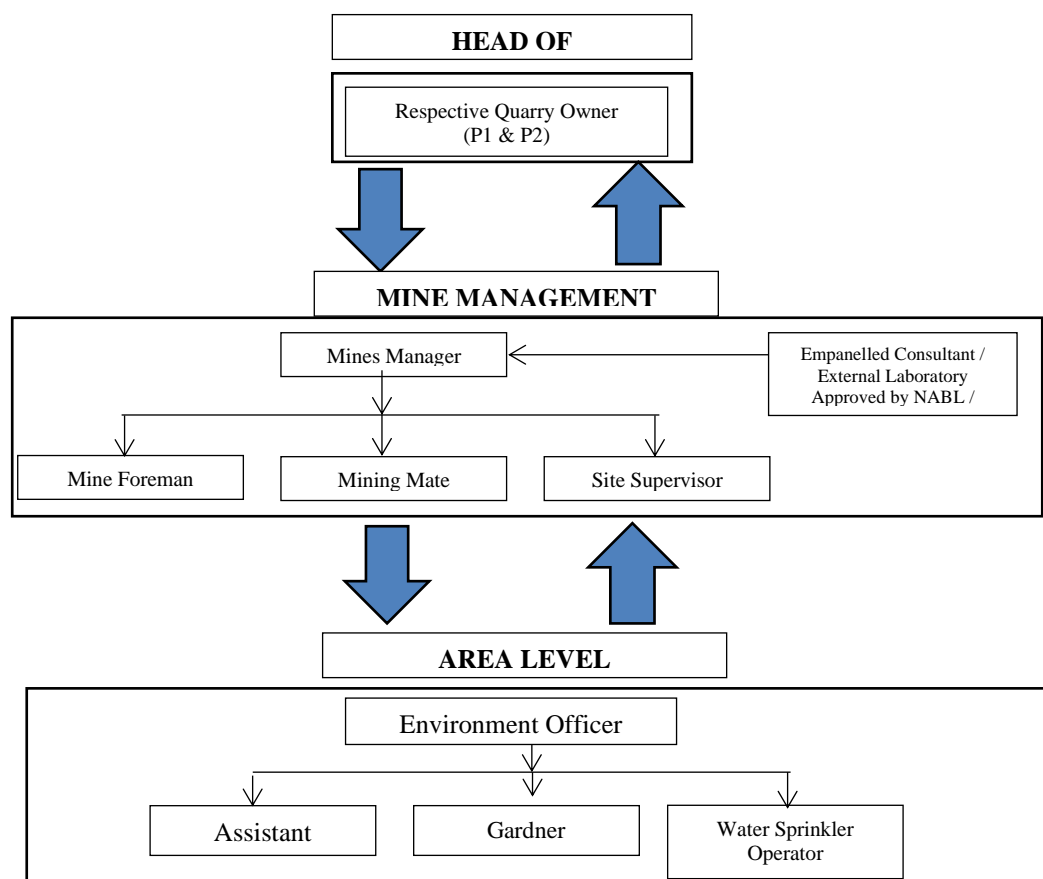 HEAD OF
Respective Quarry Owner
(P1 & P2)
MINE MANAGEMENT
Mines Manager
Empanelled Consultant /
External Laboratory
Approved by NABL /
Mine Foreman
Mining Mate
Site Supervisor
AREA LEVEL
Environment Officer
Assistant
Gardner
Water Sprinkler
Operator